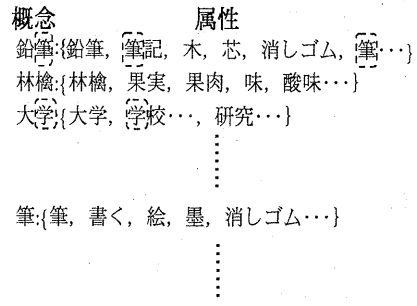 概念 属性
鉛筆:{鉛筆, 筆記, 木, 芯, 消しゴム, 筆･･･}
林檎:{林檎, 果実, 果肉, 味, 酸味･･･}
大学:{大学, 学校･･･, 研究･･･}
筆:{筆, 書く, 絵, 墨, 消しゴム･･･}